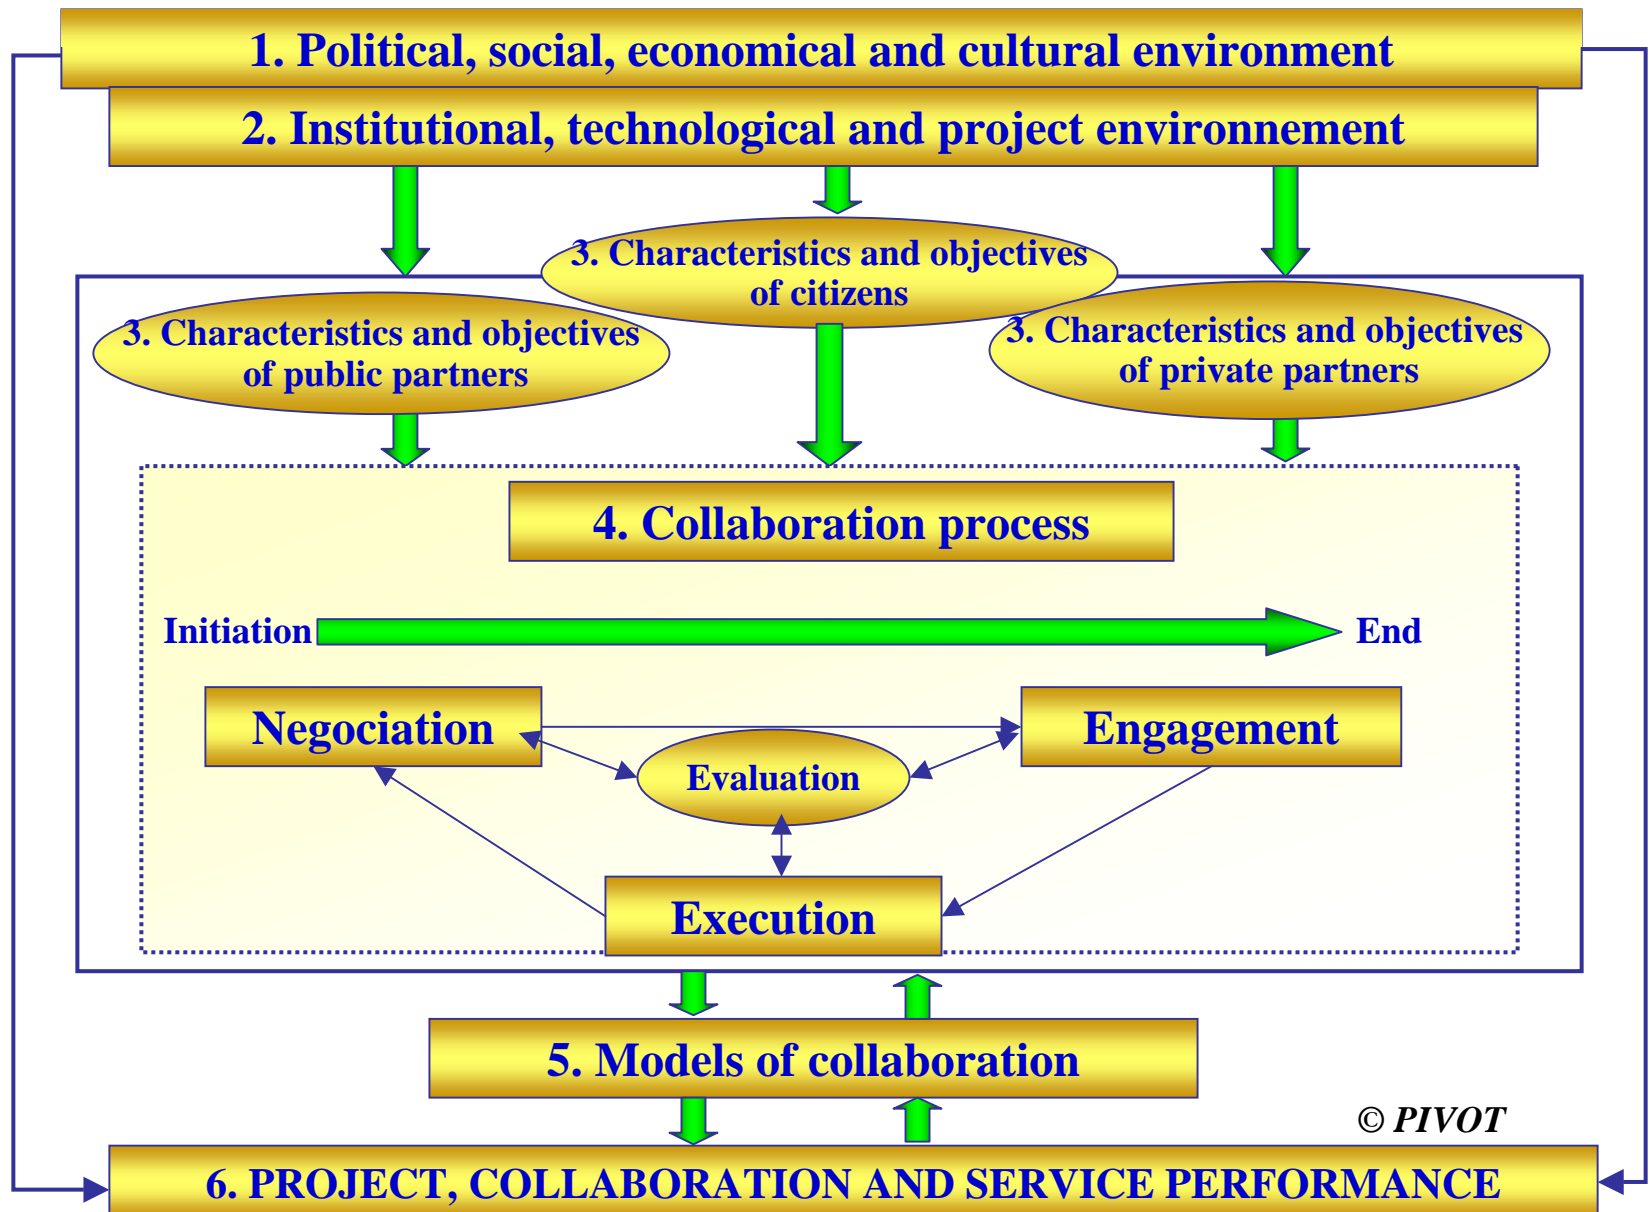 1. Political, social, economical and cultural environment
2. Institutional, technological and project environnement
3. Characteristics and objectives
of citizens
3. Characteristics and objectives
of public partners
3. Characteristics and objectives
of private partners
4. Collaboration process
Initiation
End
Negociation
Engagement
Evaluation
Execution
5. Models of collaboration
© PIVOT
6. PROJECT, COLLABORATION AND SERVICE PERFORMANCE